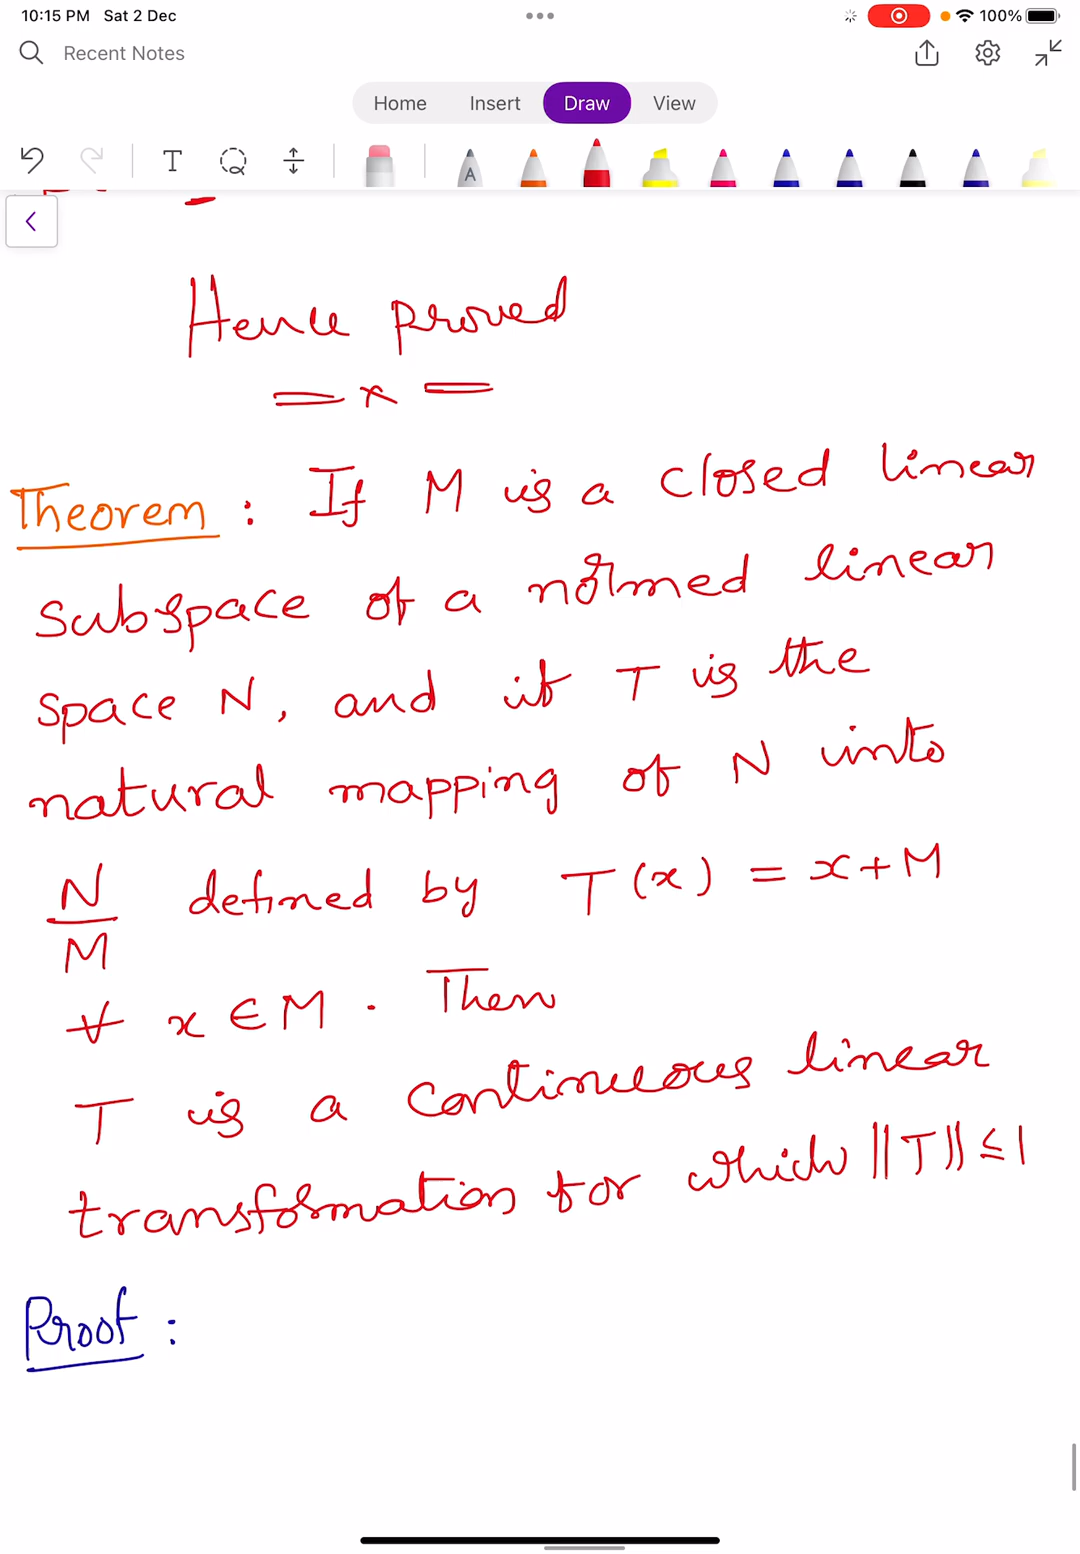 10:15 PM Sat 2 Dec
100%
Recent Notes
Home Insert Draw View
T A
Hence proved
= x =
Theorem : If M is a closed linear
subspace of a normed linear
space N, and if T is the
natural mapping of N into
N/M defined by T(x) = x+M
∀ x ∈ M . Then
T is a continuous linear
transformation for which ||T|| ≤ 1
Proof :